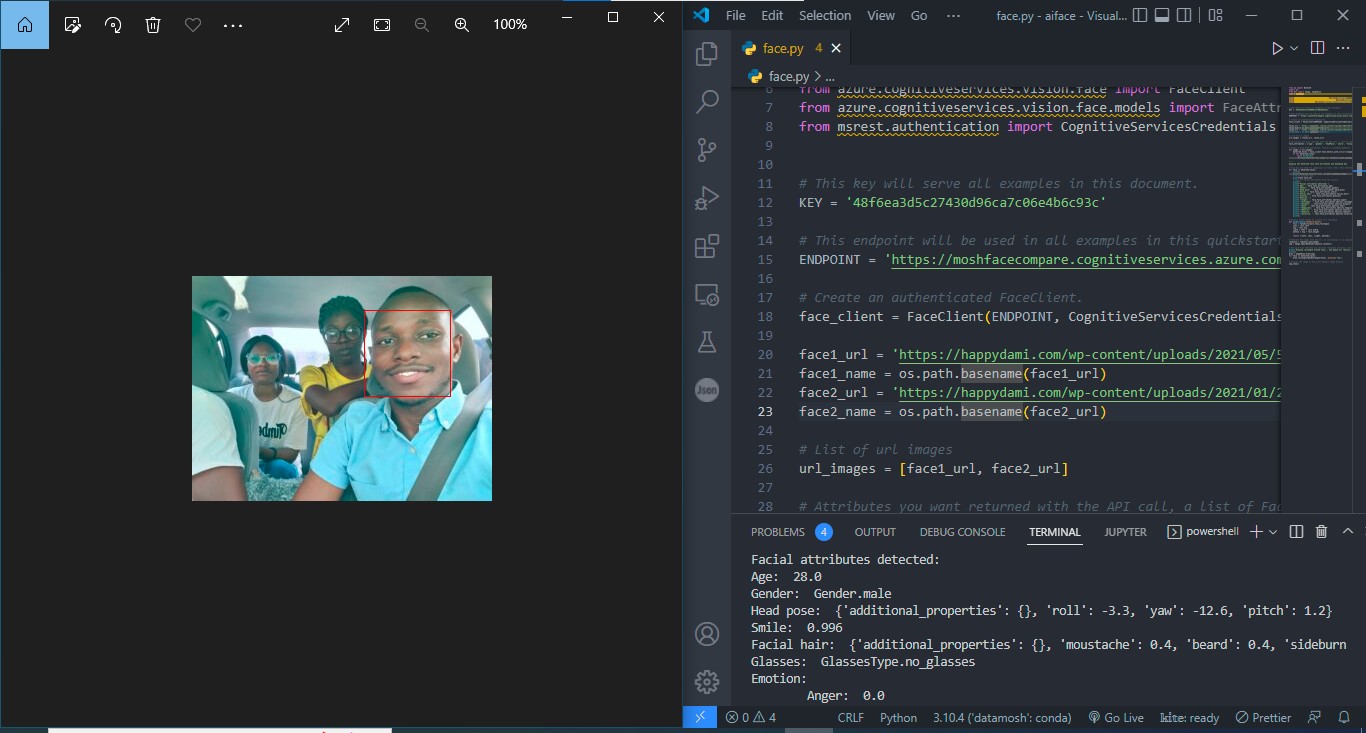 100%
File Edit Selection View Go ··· face.py - aiface - Visual...
face.py 4
face.py > ...
6 from azure.cognitiveservices.vision.face import FaceClient
7 from azure.cognitiveservices.vision.face.models import FaceAttr
8 from msrest.authentication import CognitiveServicesCredentials
9
10
11 # This key will serve all examples in this document.
12 KEY = '48f6ea3d5c27430d96ca7c06e4b6c93c'
13
14 # This endpoint will be used in all examples in this quickstart
15 ENDPOINT = 'https://moshfacecompare.cognitiveservices.azure.com
16
17 # Create an authenticated FaceClient.
18 face_client = FaceClient(ENDPOINT, CognitiveServicesCredentials
19
20 face1_url = 'https://happydami.com/wp-content/uploads/2021/05/5
21 face1_name = os.path.basename(face1_url)
22 face2_url = 'https://happydami.com/wp-content/uploads/2021/01/2
23 face2_name = os.path.basename(face2_url)
24
25 # List of url images
26 url_images = [face1_url, face2_url]
27
28 # Attributes you want returned with the API call, a list of Fac
PROBLEMS 4 OUTPUT DEBUG CONSOLE TERMINAL JUPYTER powershell
Facial attributes detected:
Age: 28.0
Gender: Gender.male
Head pose: {'additional_properties': {}, 'roll': -3.3, 'yaw': -12.6, 'pitch': 1.2}
Smile: 0.996
Facial hair: {'additional_properties': {}, 'moustache': 0.4, 'beard': 0.4, 'sideburn
Glasses: GlassesType.no_glasses
Emotion:
Anger: 0.0
0 4 CRLF Python 3.10.4 ('datamosh': conda) Go Live kite: ready Prettier
Json